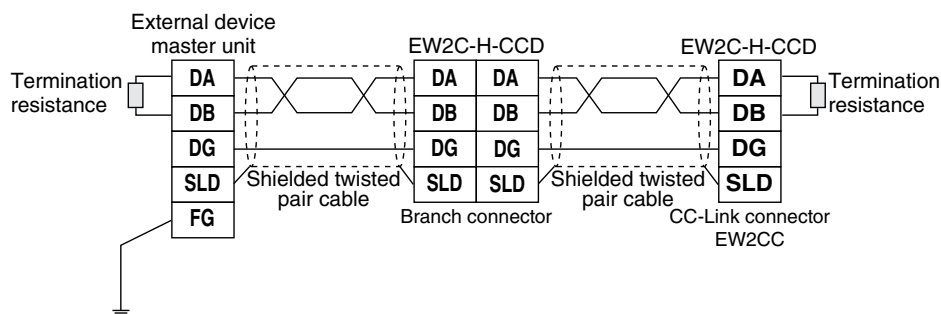 External device
master unit
EW2C-H-CCD
EW2C-H-CCD
Termination
resistance
DA
DA
DA
DA
Termination
resistance
DB
DB
DB
DB
DG
DG
DG
DG
SLD
Shielded twisted
pair cable
SLD
SLD
Shielded twisted
pair cable
SLD
FG
Branch connector
CC-Link connector
EW2CC